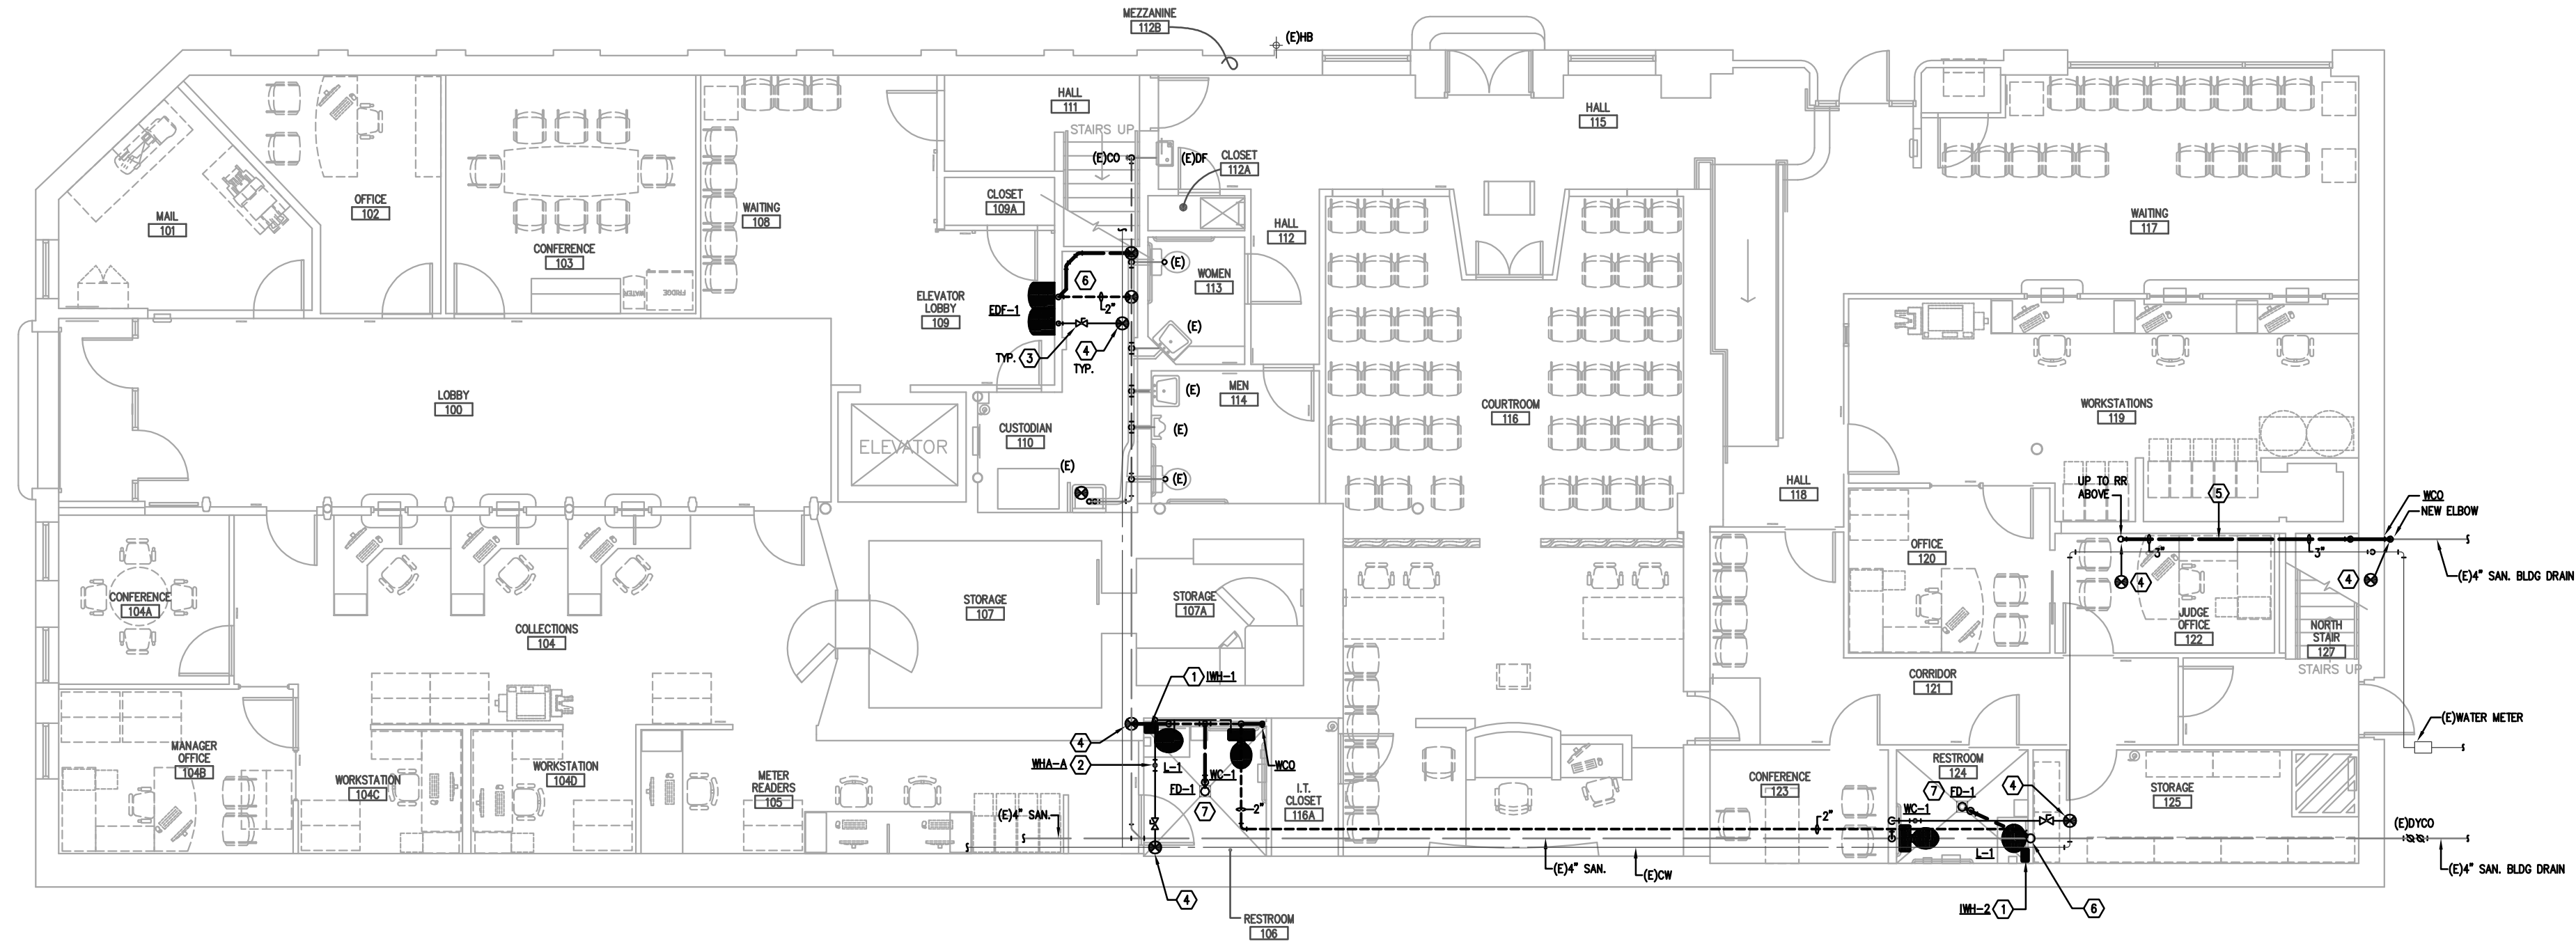 MEZZANINE
112B
(E)HB
HALL
111
STAIRS UP
(E)CO
(E)DF
CLOSET
112A
HALL
115
OFFICE
102
MAIL
101
CONFERENCE
103
WATER
FRIDGE
WAITING
108
CLOSET
109A
HALL
112
WAITING
117
(E)
WOMEN
113
6
2"
ELEVATOR
LOBBY
109
EDF-1
(E)
TYP.
3
4
TYP.
LOBBY
100
MEN
114
(E)
(E)
(E)
COURTROOM
116
WORKSTATIONS
119
ELEVATOR
CUSTODIAN
110
(E)
HALL
118
UP TO RR
ABOVE
5
WCO
NEW ELBOW
3"
3"
(E)4" SAN. BLDG DRAIN
4
4
OFFICE
120
JUDGE
OFFICE
122
NORTH
STAIR
127
STAIRS UP
CONFERENCE
104A
COLLECTIONS
104
STORAGE
107
STORAGE
107A
CORRIDOR
121
1
IWH-1
(E)WATER METER
4
WHA-A
2
L-1
WC-1
FD-1
7
WCO
2"
I.T.
CLOSET
116A
MANAGER
OFFICE
104B
WORKSTATION
104C
WORKSTATION
104D
METER
READERS
105
(E)4" SAN.
CONFERENCE
123
RESTROOM
124
7
FD-1
4
WC-1
2"
L-1
STORAGE
125
(E)DYCO
(E)4" SAN. BLDG DRAIN
(E)4" SAN.
(E)CW
4
RESTROOM
106
IWH-2
1
6